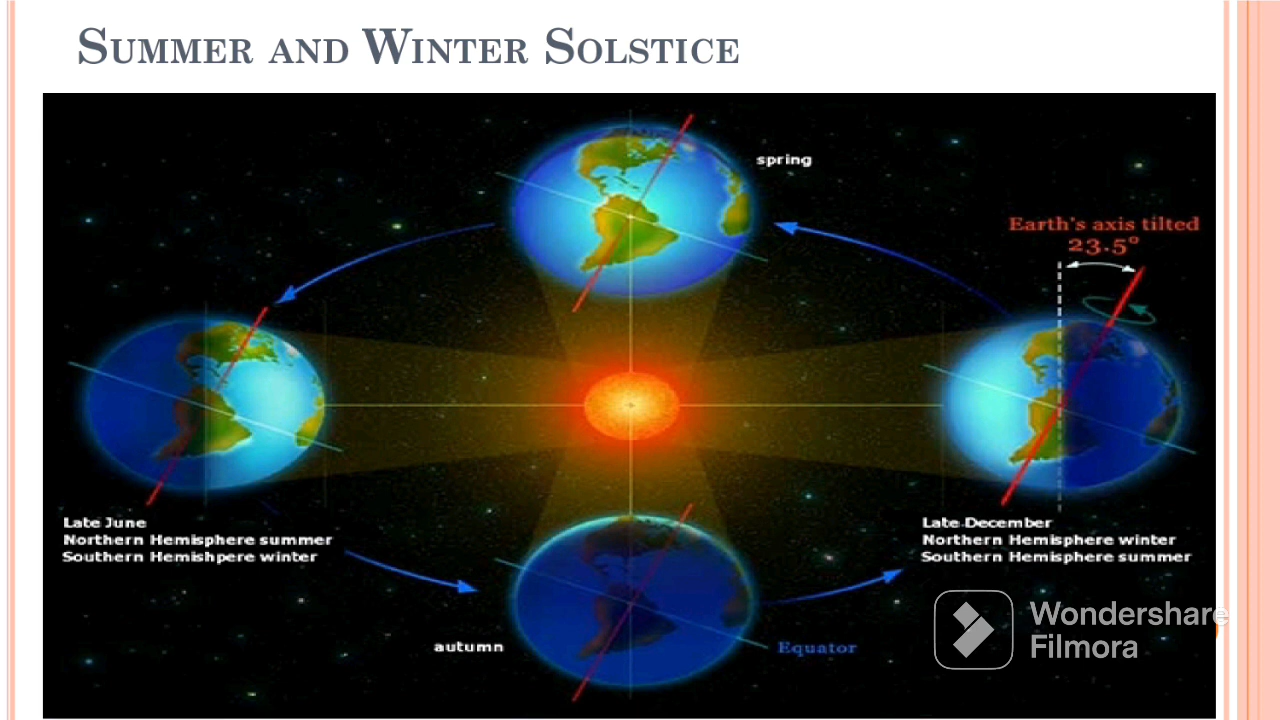 Summer and Winter Solstice
spring
Earth's axis tilted
23.5°
Late June
Northern Hemisphere summer
Southern Hemishpere winter
Late December
Northern Hemisphere winter
Southern Hemisphere summer
autumn
Equator
Wondershare
Filmora